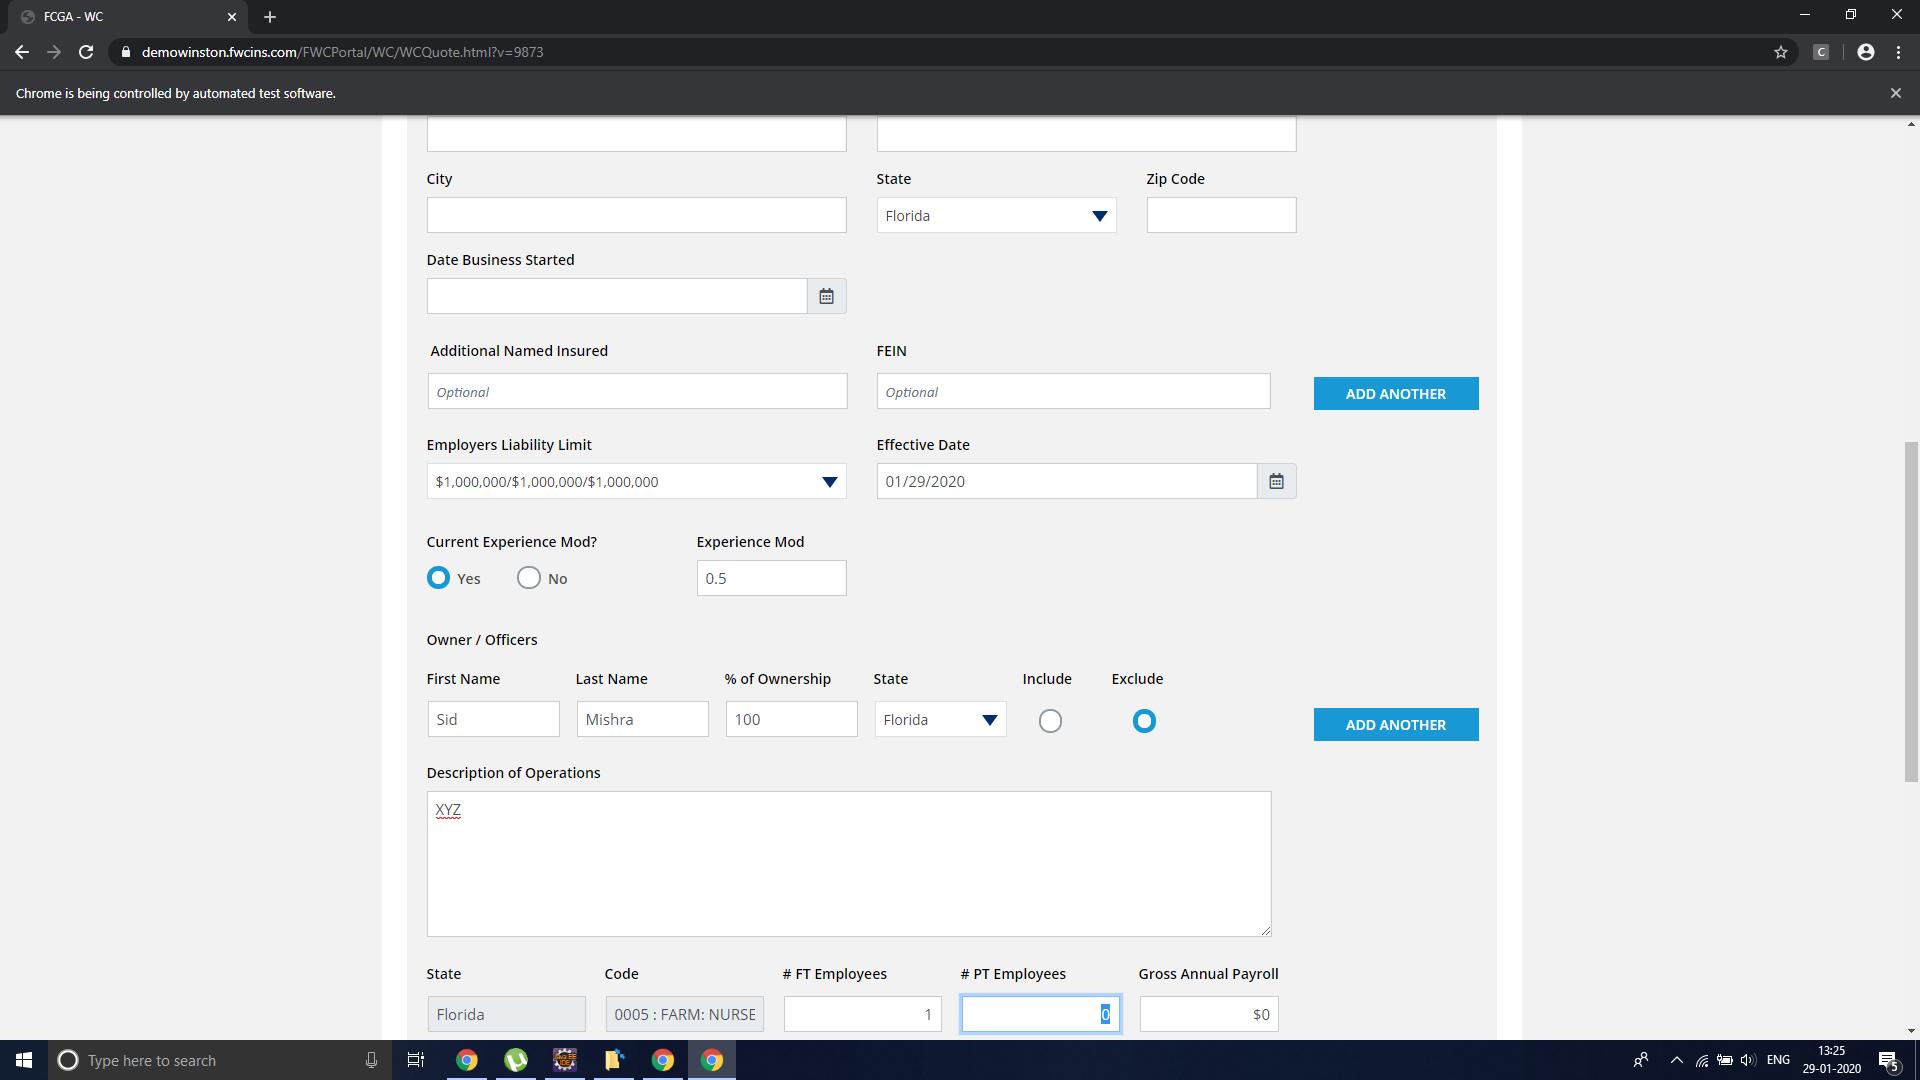 FCGA - WC
demowinston.fwcins.com/FWCPortal/WC/WCQuote.html?v=9873
C
Chrome is being controlled by automated test software.
City
State
Zip Code
Florida
Date Business Started
Additional Named Insured
FEIN
Optional
Optional
ADD ANOTHER
Employers Liability Limit
Effective Date
$1,000,000/$1,000,000/$1,000,000
01/29/2020
Current Experience Mod?
Experience Mod
Yes
No
0.5
Owner / Officers
First Name
Last Name
% of Ownership
State
Include
Exclude
Sid
Mishra
100
Florida
ADD ANOTHER
Description of Operations
XYZ
State
Code
# FT Employees
# PT Employees
Gross Annual Payroll
Florida
0005 : FARM: NURSE
1
0
$0
Type here to search
ENG
13:25
29-01-2020
5